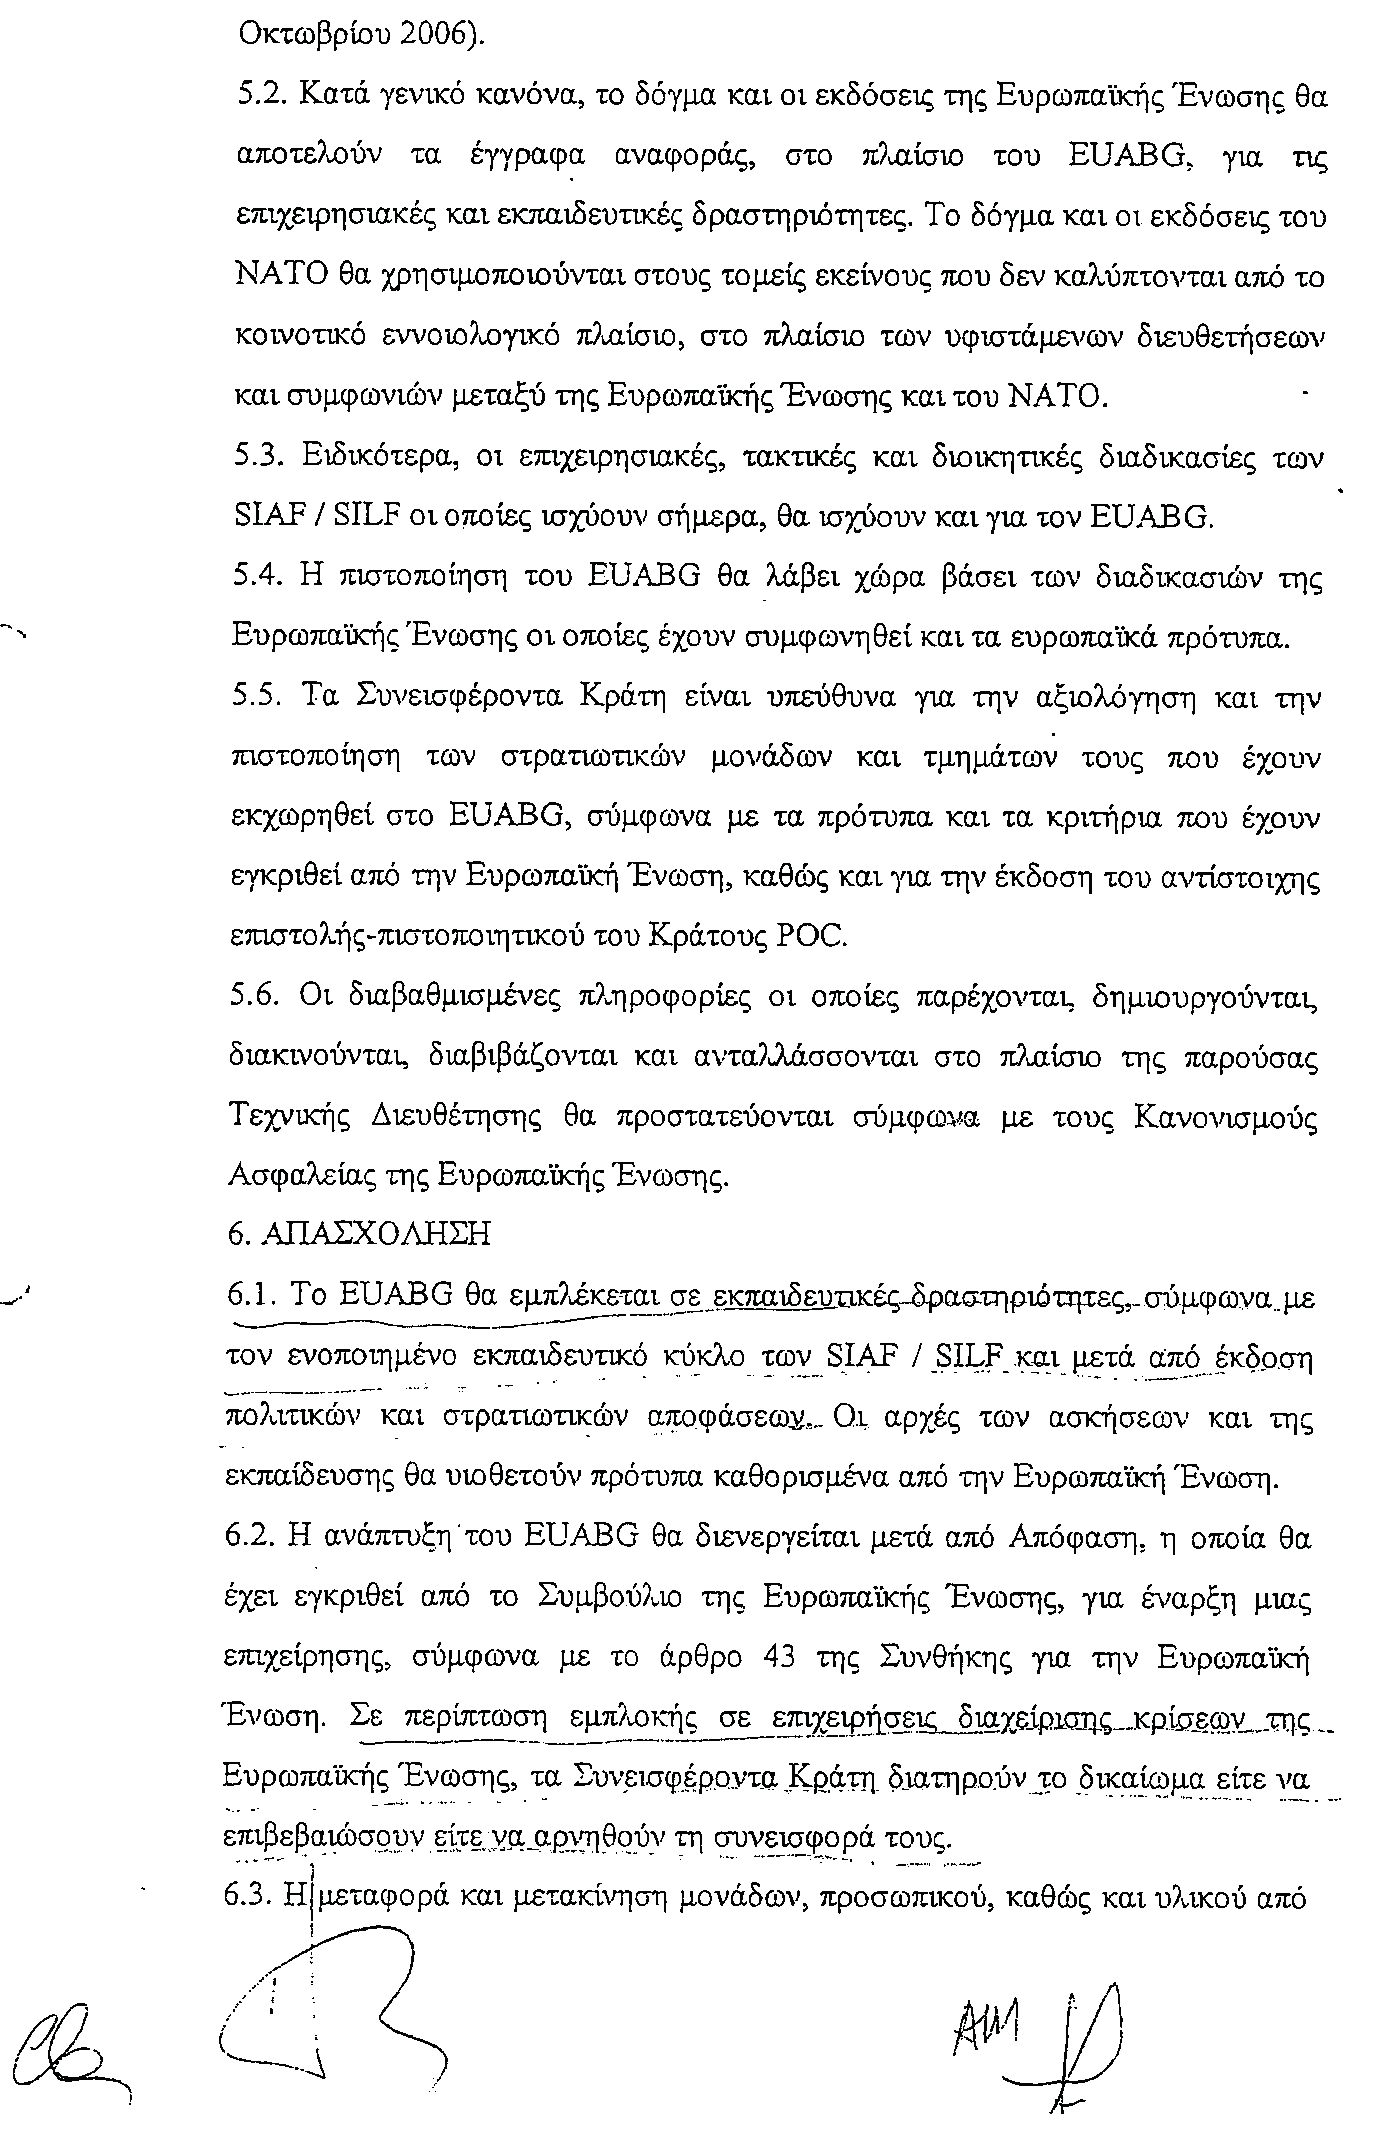 Οκτωβρίου 2006).
5.2. Κατά γενικό κανόνα, το δόγμα και οι εκδόσεις της Ευρωπαϊκής Ένωσης θα
αποτελούν τα έγγραφα αναφοράς, στο πλαίσιο του EUABG, για τις
επιχειρησιακές και εκπαιδευτικές δραστηριότητες. Το δόγμα και οι εκδόσεις του
ΝΑΤΟ θα χρησιμοποιούνται στους τομείς εκείνους που δεν καλύπτονται από το
κοινοτικό εννοιολογικό πλαίσιο, στο πλαίσιο των υφιστάμενων διευθετήσεων
και συμφωνιών μεταξύ της Ευρωπαϊκής Ένωσης και του ΝΑΤΟ.
5.3. Ειδικότερα, οι επιχειρησιακές, τακτικές και διοικητικές διαδικασίες των
SIAF / SILF οι οποίες ισχύουν σήμερα, θα ισχύουν και για τον EUABG.
5.4. Η πιστοποίηση του EUABG θα λάβει χώρα βάσει των διαδικασιών της
Ευρωπαϊκής Ένωσης οι οποίες έχουν συμφωνηθεί και τα ευρωπαϊκά πρότυπα.
5.5. Τα Συνεισφέροντα Κράτη είναι υπεύθυνα για την αξιολόγηση και την
πιστοποίηση των στρατιωτικών μονάδων και τμημάτων τους που έχουν
εκχωρηθεί στο EUABG, σύμφωνα με τα πρότυπα και τα κριτήρια που έχουν
εγκριθεί από την Ευρωπαϊκή Ένωση, καθώς και για την έκδοση του αντίστοιχης
επιστολής-πιστοποιητικού του Κράτους POC.
5.6. Οι διαβαθμισμένες πληροφορίες οι οποίες παρέχονται, δημιουργούνται,
διακινούνται, διαβιβάζονται και ανταλλάσσονται στο πλαίσιο της παρούσας
Τεχνικής Διευθέτησης θα προστατεύονται σύμφωνα με τους Κανονισμούς
Ασφαλείας της Ευρωπαϊκής Ένωσης.
6. ΑΠΑΣΧΟΛΗΣΗ
6.1. Το EUABG θα εμπλέκεται σε εκπαιδευτικές δραστηριότητες, σύμφωνα με
τον ενοποιημένο εκπαιδευτικό κύκλο των SIAF / SILF και μετά από έκδοση
πολιτικών και στρατιωτικών αποφάσεων. Οι αρχές των ασκήσεων και της
εκπαίδευσης θα υιοθετούν πρότυπα καθορισμένα από την Ευρωπαϊκή Ένωση.
6.2. Η ανάπτυξη του EUABG θα διενεργείται μετά από Απόφαση, η οποία θα
έχει εγκριθεί από το Συμβούλιο της Ευρωπαϊκής Ένωσης, για έναρξη μιας
επιχείρησης, σύμφωνα με το άρθρο 43 της Συνθήκης για την Ευρωπαϊκή
Ένωση. Σε περίπτωση εμπλοκής σε επιχειρήσεις διαχείρισης κρίσεων της
Ευρωπαϊκής Ένωσης, τα Συνεισφέροντα Κράτη διατηρούν το δικαίωμα είτε να
επιβεβαιώσουν είτε να αρνηθούν τη συνεισφορά τους.
6.3. Η μεταφορά και μετακίνηση μονάδων, προσωπικού, καθώς και υλικού από